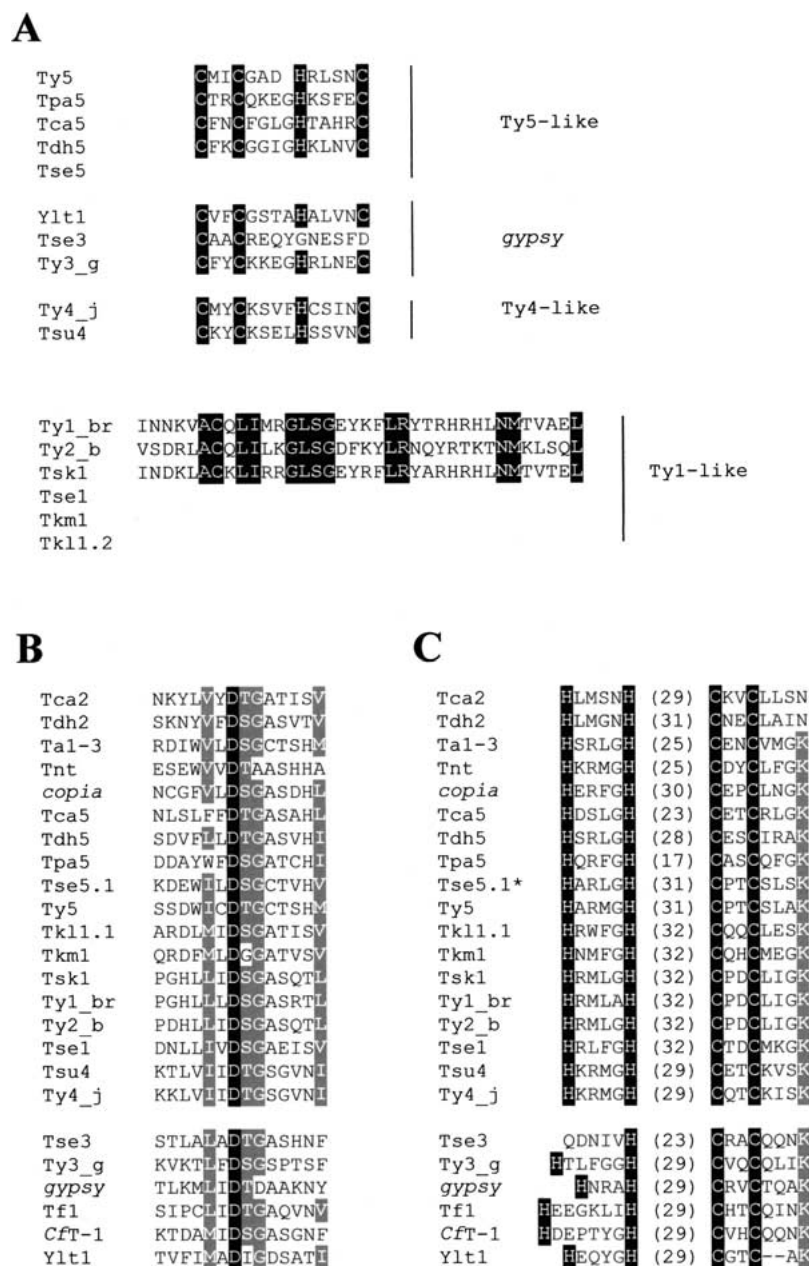 A
Ty5 CMICGAD HRLSNC
Tpa5 CTRCQKEGHKSFEC
Tca5 CFNCFGLGHTAHRC
Tdh5 CFKCGGIGHKLNVC
Tse5
Ty5-like
Ylt1 CVFCGSTAHALVNC
Tse3 CAACREQYGNESFD
Ty3_g CFYCKKEGHRLNEC
gypsy
Ty4_j CMYCKSVFHCSINC
Tsu4 CKYCKSELHSSVNC
Ty4-like
Ty1_br INNKVACQLIMRGLSGEYKFLRYTRHRHLNMTVAEL
Ty2_b VSDRLACQLILKGLSGDFKYLRNQYRTKTNMKLSQL
Tsk1 INDKLACKLIRRGLSGEYRFLRYARHRHLNMTVTEL
Tse1
Tkm1
Tkl1.2
Ty1-like
B
Tca2 NKYLVYDTGATISV
Tdh2 SKNYVFDSGASVTV
Ta1-3 RDIWVLDSGCTSHM
Tnt ESEWVVDTAASHHA
copia NCGFVLDSGASDHL
Tca5 NLSLFFDTGASAHL
Tdh5 SDVFLLDTGASVHI
Tpa5 DDAYWFDSGATCHI
Tse5.1 KDEWILDSGCTVHV
Ty5 SSDWICDTGCTSHM
Tkl1.1 ARDLMIDSGATISV
Tkm1 QRDFMLDGGATVSV
Tsk1 PGHLLIDSGASQTL
Ty1_br PGHLLLDSGASRTL
Ty2_b PDHLLIDSGASQTL
Tse1 DNLLIVDSGAEISV
Tsu4 KTLVIIDTGSGVNI
Ty4_j KKLVIIDTGSGVNI
Tse3 STLALADTGASHNF
Ty3_g KVKTLFDSGSPTSF
gypsy TLKMLIDTDAAKNY
Tf1 SIPCLIDTGAQVNV
CfT-1 KTDAMIDSGASGNF
Ylt1 TVFIMADIGDSATI
C
Tca2 HLMSNH (29) CKVCLLSN
Tdh2 HLMGNH (31) CNECLAIN
Ta1-3 HSRLGH (25) CENCVMGK
Tnt HKRMGH (25) CDYCLFGK
copia HERFGH (30) CEPCLNGK
Tca5 HDSLGH (23) CETCRLGK
Tdh5 HSRLGH (28) CESCIRAK
Tpa5 HQRFGH (17) CASCQFGK
Tse5.1* HARLGH (31) CPTCSLSK
Ty5 HARMGH (31) CPTCSLAK
Tkl1.1 HRWFGH (32) CQQCLESK
Tkm1 HNMFGH (32) CQHCMEGK
Tsk1 HRMLGH (32) CPDCLIGK
Ty1_br HRMLAH (32) CPDCLIGK
Ty2_b HRMLGH (32) CPDCLIGK
Tse1 HRLFGH (32) CTDCMKGK
Tsu4 HKRMGH (29) CETCKVSK
Ty4_j HKRMGH (29) CQTCKISK
Tse3 QDNIVH (23) CRACQQNK
Ty3_g HTLFGGH (29) CVQCQLIK
gypsy HNRAH (29) CRVCTQAK
Tf1 HEEGKLIH (29) CHTCQINK
CfT-1 HDEPTYGH (29) CVHCQQNK
Ylt1 HEQYGH (29) CGTC--AK